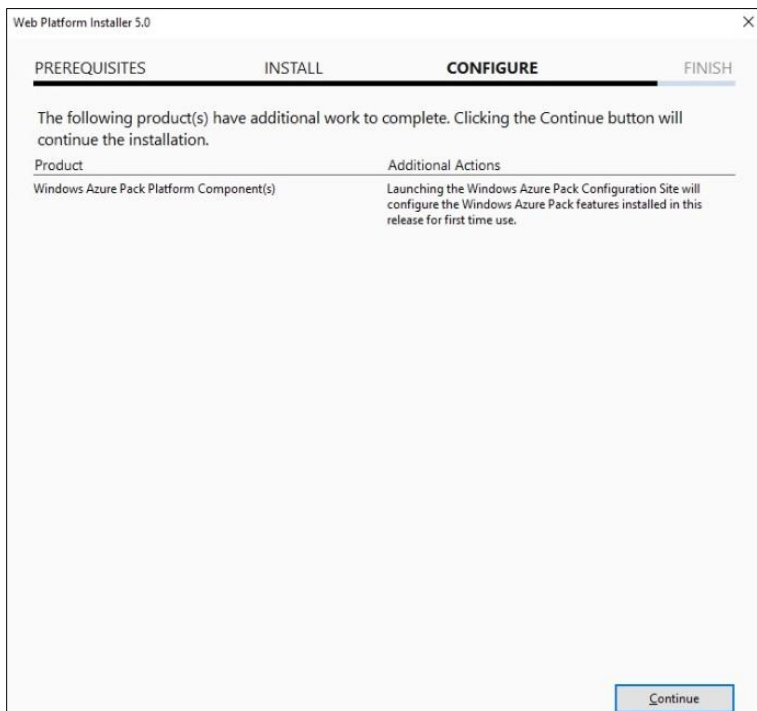 Web Platform Installer 5.0
PREREQUISITES INSTALL CONFIGURE FINISH
The following product(s) have additional work to complete. Clicking the Continue button will
continue the installation.
Product Additional Actions
Windows Azure Pack Platform Component(s) Launching the Windows Azure Pack Configuration Site will
configure the Windows Azure Pack features installed in this
release for first time use.
Continue